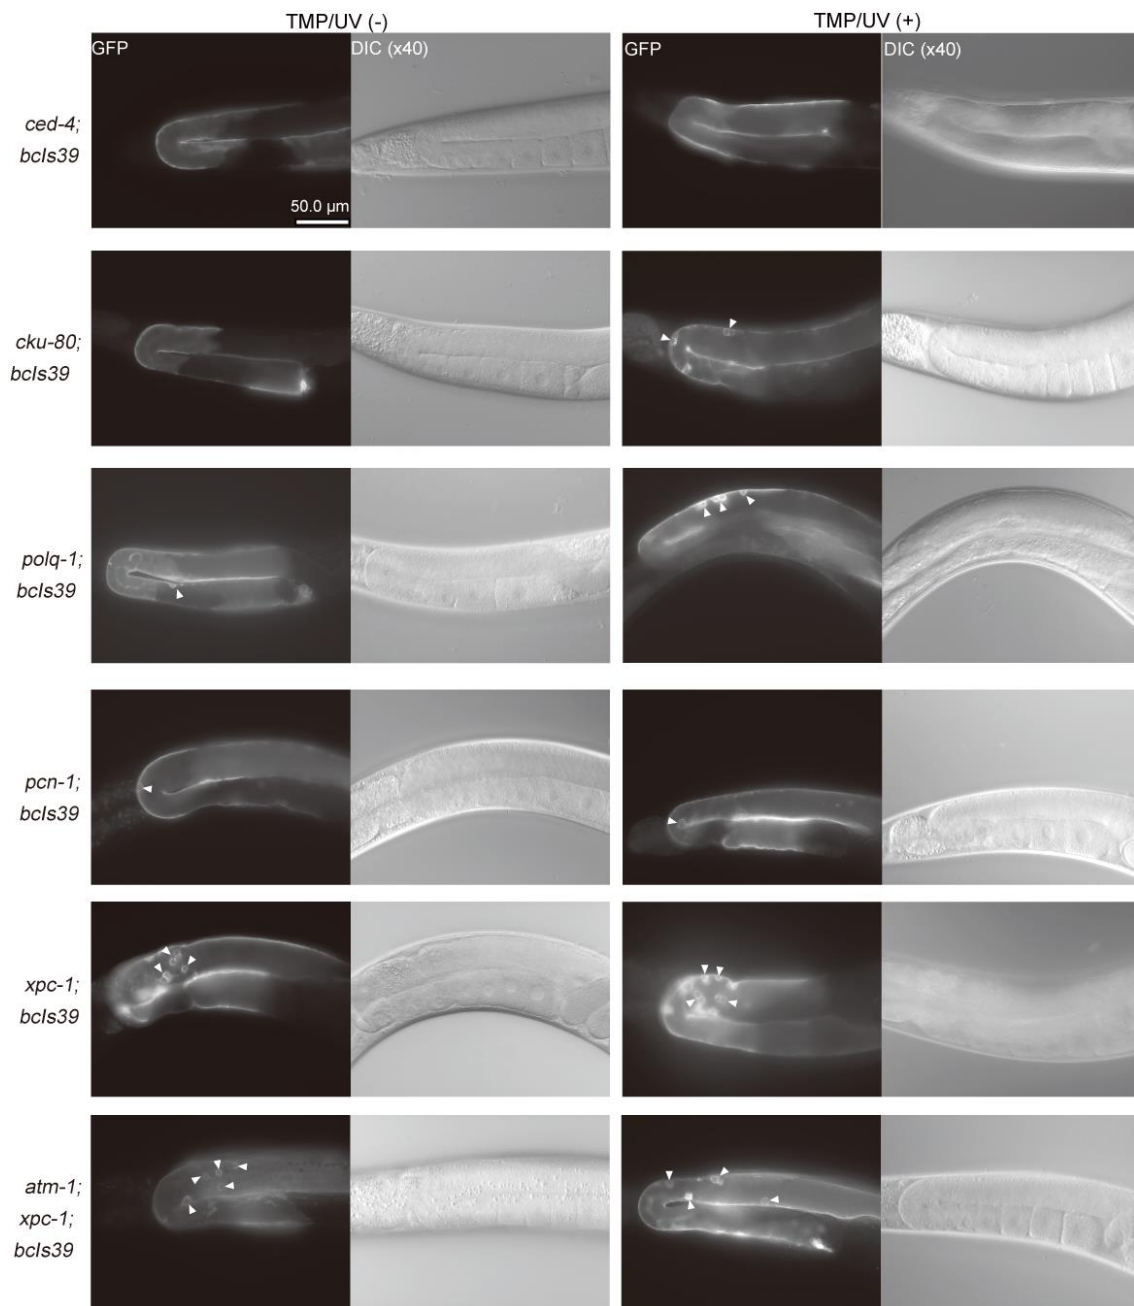 TMP/UV (-)
TMP/UV (+)
GFP
DIC (x40)
GFP
DIC (x40)
ced-4;
bcIs39
50.0 µm
cku-80;
bcIs39
polq-1;
bcIs39
pcn-1;
bcIs39
xpc-1;
bcIs39
atm-1;
xpc-1;
bcIs39